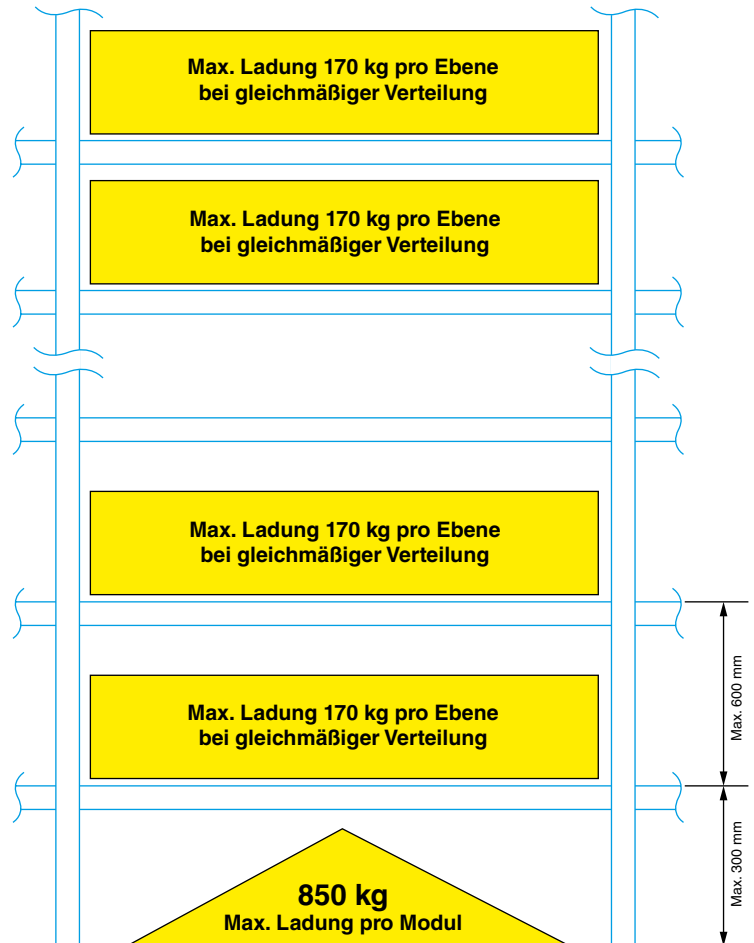 Max. Ladung 170 kg pro Ebene
bei gleichmäßiger Verteilung
Max. Ladung 170 kg pro Ebene
bei gleichmäßiger Verteilung
Max. Ladung 170 kg pro Ebene
bei gleichmäßiger Verteilung
Max. 600 mm
Max. Ladung 170 kg pro Ebene
bei gleichmäßiger Verteilung
Max. 300 mm
850 kg
Max. Ladung pro Modul